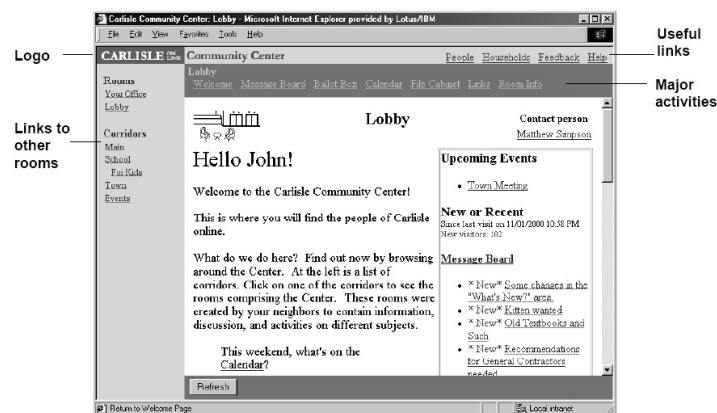 Carlisle Community Center: Lobby - Microsoft Internet Explorer provided by Lotus/IBM
File Edit View Favorites Tools Help
Logo
CARLISLE ON LINE
Community Center
People Households Feedback Help
Useful links
Lobby
Welcome Message Board Ballot Box Calendar File Cabinet Links Room Info
Major activities
Rooms
Your Office
Lobby
Links to other rooms
Corridors
Main
School
For Kids
Town
Events
Lobby
Contact person
Matthew Simpson
Hello John!
Welcome to the Carlisle Community Center!
This is where you will find the people of Carlisle
online.
What do we do here? Find out now by browsing
around the Center. At the left is a list of
corridors. Click on one of the corridors to see the
rooms comprising the Center. These rooms were
created by your neighbors to contain information,
discussion, and activities on different subjects.
This weekend, what's on the
Calendar?
Upcoming Events
Town Meeting
New or Recent
Since last visit on 11/01/2000 10:58 PM
New visitors: 102
Message Board
* New* Some changes in the
"What's New?" area.
* New* Kitten wanted
* New* Old Textbooks and
Such
* New* Recommendations
for General Contractors
needed
Refresh
Return to Welcome Page
Local intranet